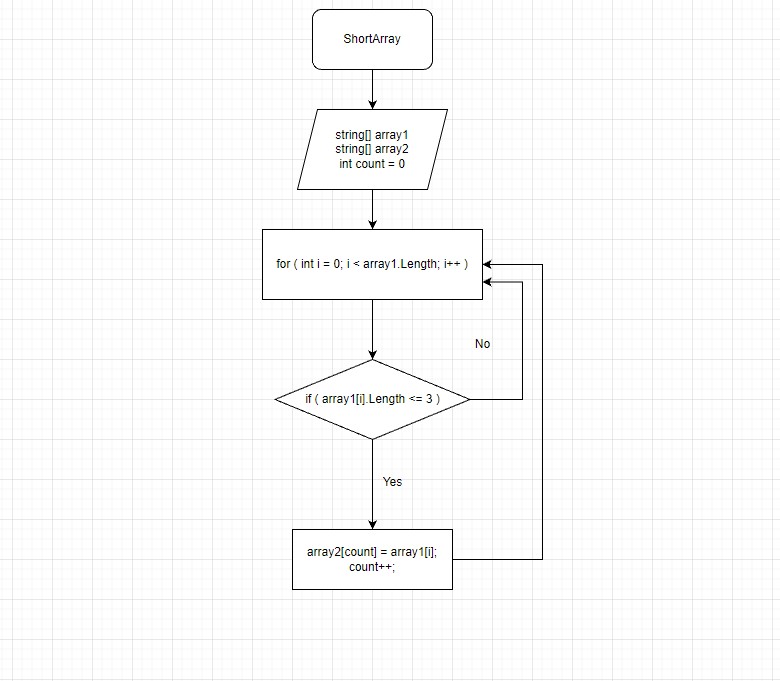 ShortArray
string[] array1
string[] array2
int count = 0
for ( int i = 0; i < array1.Length; i++ )
No
if ( array1[i].Length <= 3 )
Yes
array2[count] = array1[i];
count++;